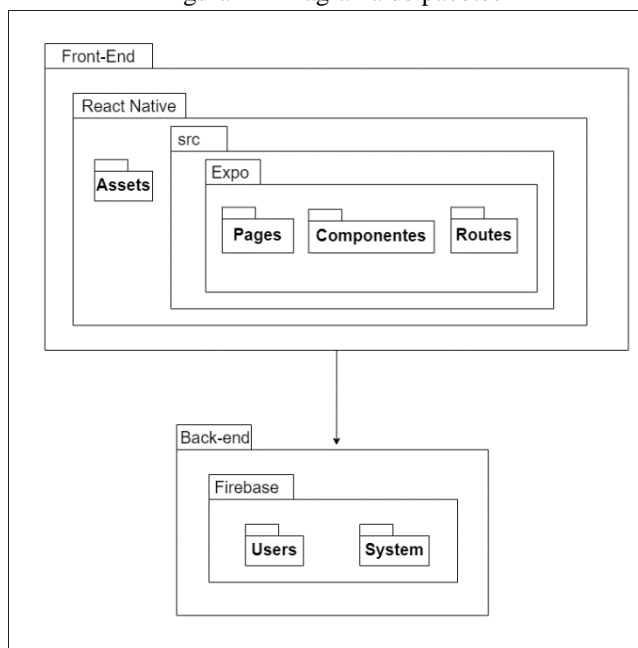 Front-End
React Native
src
Assets
Expo
Pages
Componentes
Routes
Back-end
Firebase
Users
System